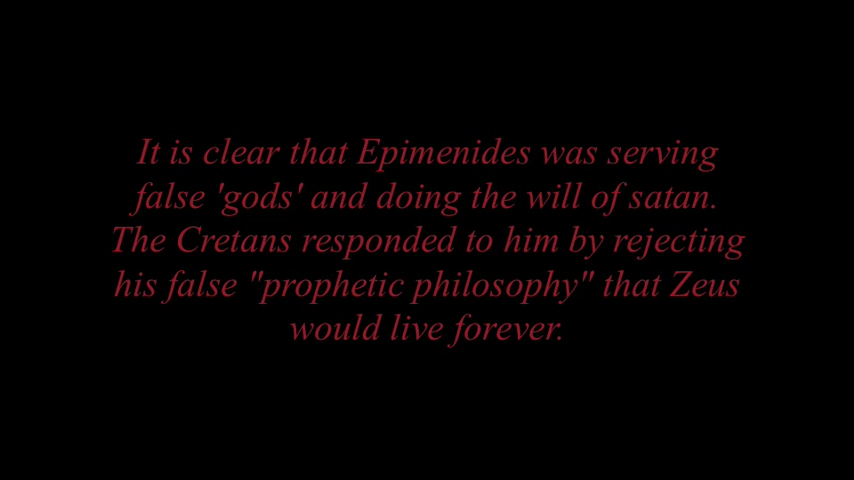 It is clear that Epimenides was serving
false 'gods' and doing the will of satan.
The Cretans responded to him by rejecting
his false "prophetic philosophy" that Zeus
would live forever.